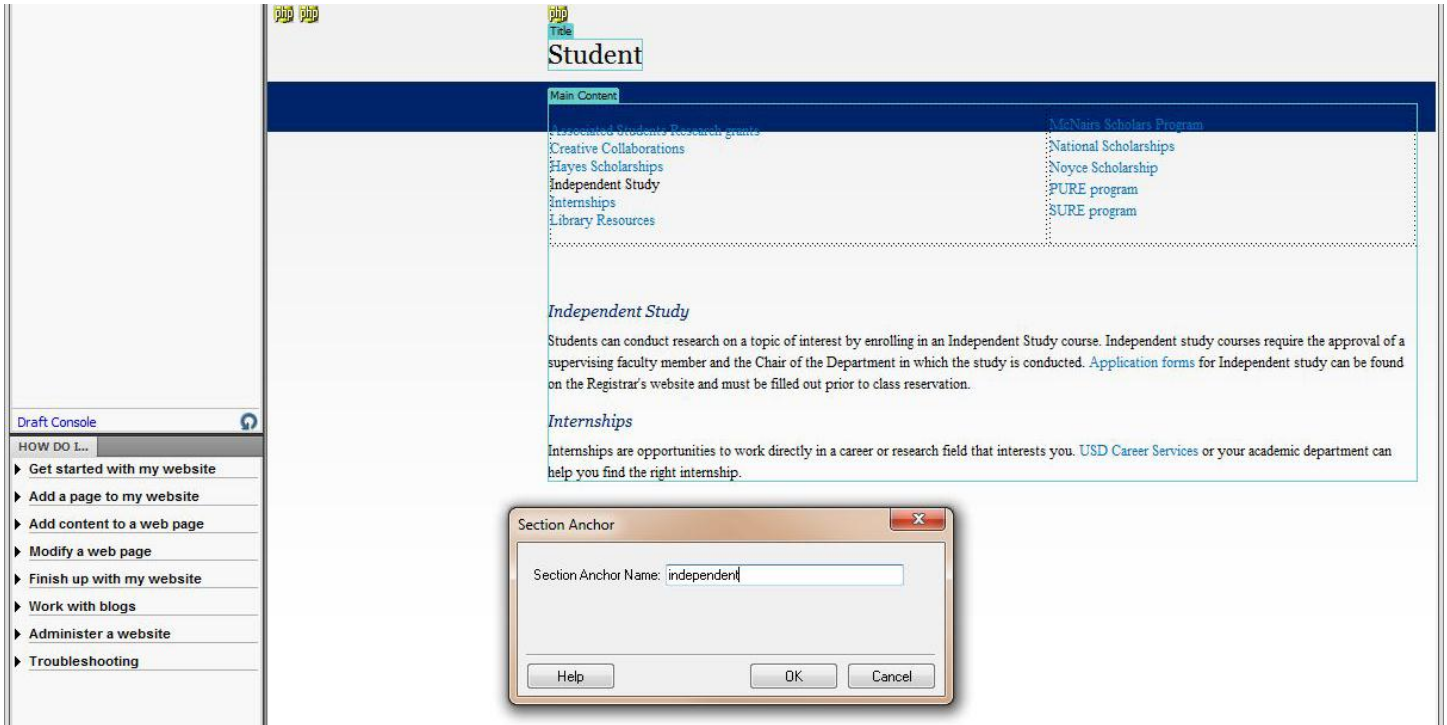 php php
php
Title
Student
Main Content
Associated Students Research grants
Creative Collaborations
Hayes Scholarships
Independent Study
Internships
Library Resources
McNairs Scholars Program
National Scholarships
Noyce Scholarship
PURE program
SURE program
Independent Study
Students can conduct research on a topic of interest by enrolling in an Independent Study course. Independent study courses require the approval of a
supervising faculty member and the Chair of the Department in which the study is conducted. Application forms for Independent study can be found
on the Registrar's website and must be filled out prior to class reservation.
Internships
Internships are opportunities to work directly in a career or research field that interests you. USD Career Services or your academic department can
help you find the right internship.
Draft Console
HOW DO I...
Get started with my website
Add a page to my website
Add content to a web page
Modify a web page
Finish up with my website
Work with blogs
Administer a website
Troubleshooting
Section Anchor
Section Anchor Name: independent
Help OK Cancel